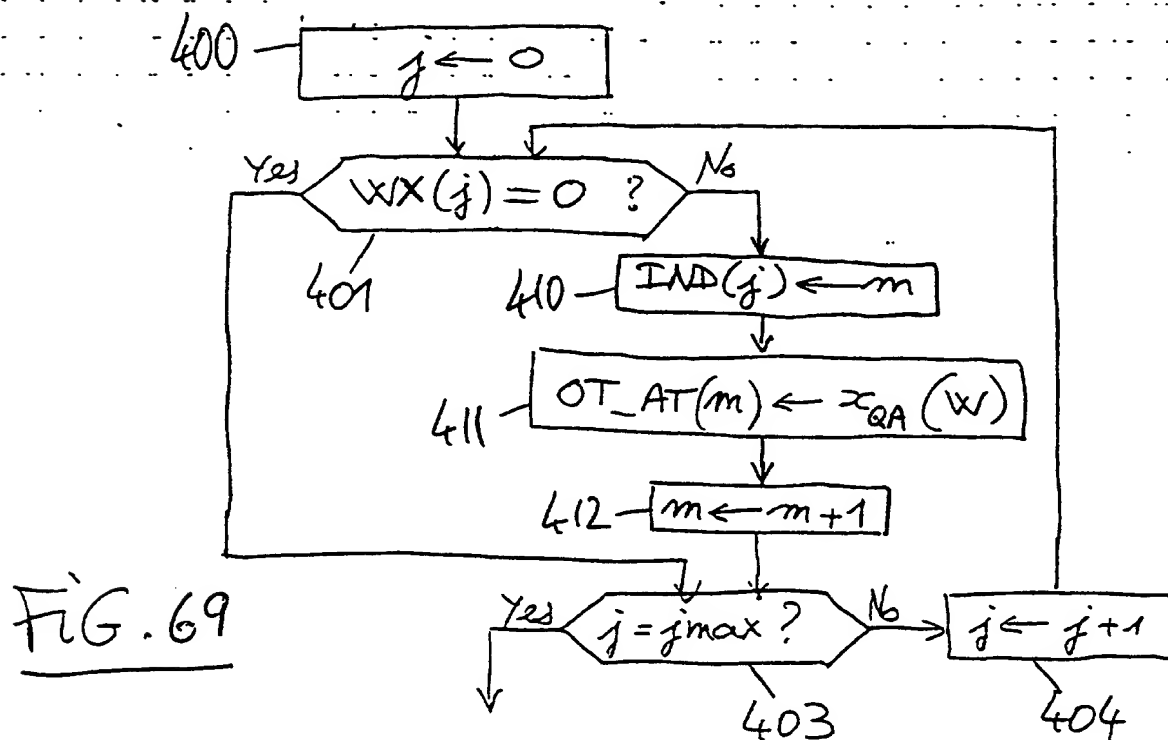 400
j ← 0
Yes
WX(j) = 0 ?
No
401
410
IND(j) ← m
411
OT_AT(m) ← x_QA (W)
412
m ← m+1
FiG. 69
Yes
j = jmax ?
No
j ← j+1
403
404